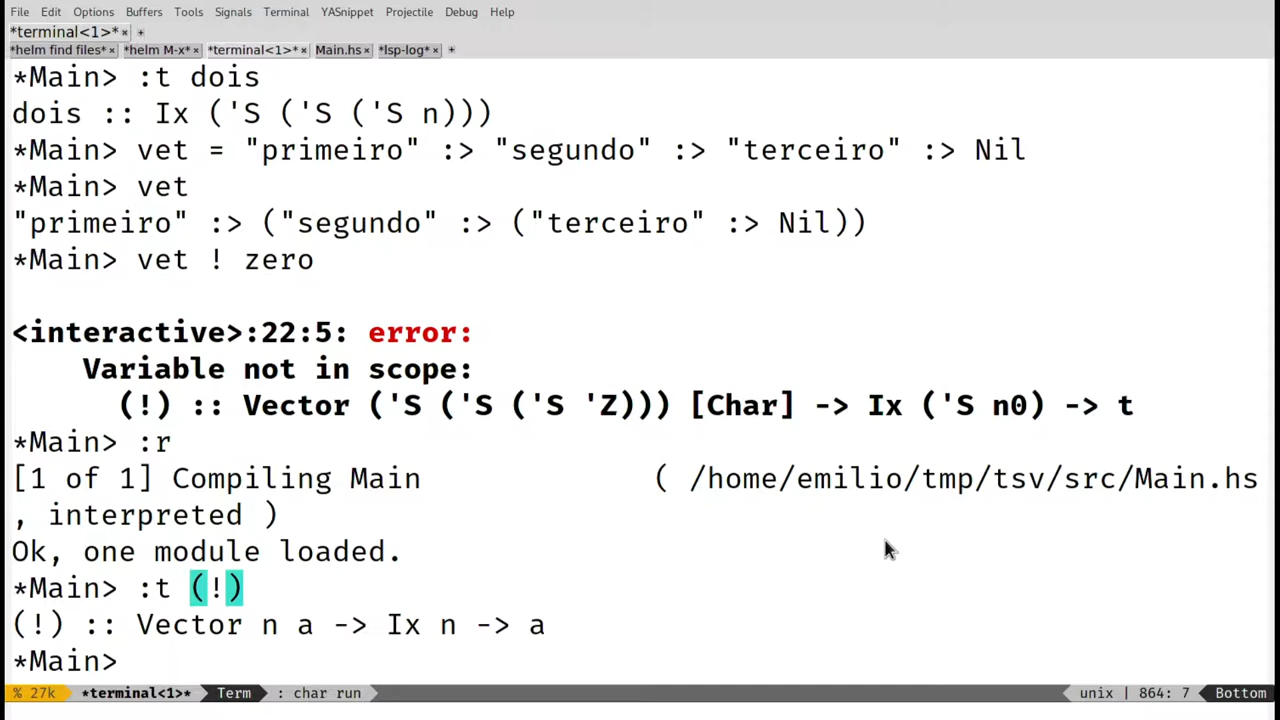 File Edit Options Buffers Tools Signals Terminal YASnippet Projectile Debug Help
*terminal<1>* × +
*helm find files* × *helm M-x* × *terminal<1>* × Main.hs × *lsp-log* × +
*Main> :t dois
dois :: Ix ('S ('S ('S n)))
*Main> vet = "primeiro" :> "segundo" :> "terceiro" :> Nil
*Main> vet
"primeiro" :> ("segundo" :> ("terceiro" :> Nil))
*Main> vet ! zero
<interactive>:22:5: error:
Variable not in scope:
(!) :: Vector ('S ('S ('S 'Z))) [Char] -> Ix ('S n0) -> t
*Main> :r
[1 of 1] Compiling Main ( /home/emilio/tmp/tsv/src/Main.hs
, interpreted )
Ok, one module loaded.
*Main> :t (!)
(!) :: Vector n a -> Ix n -> a
*Main>
% 27k *terminal<1>* Term : char run unix | 864: 7 Bottom